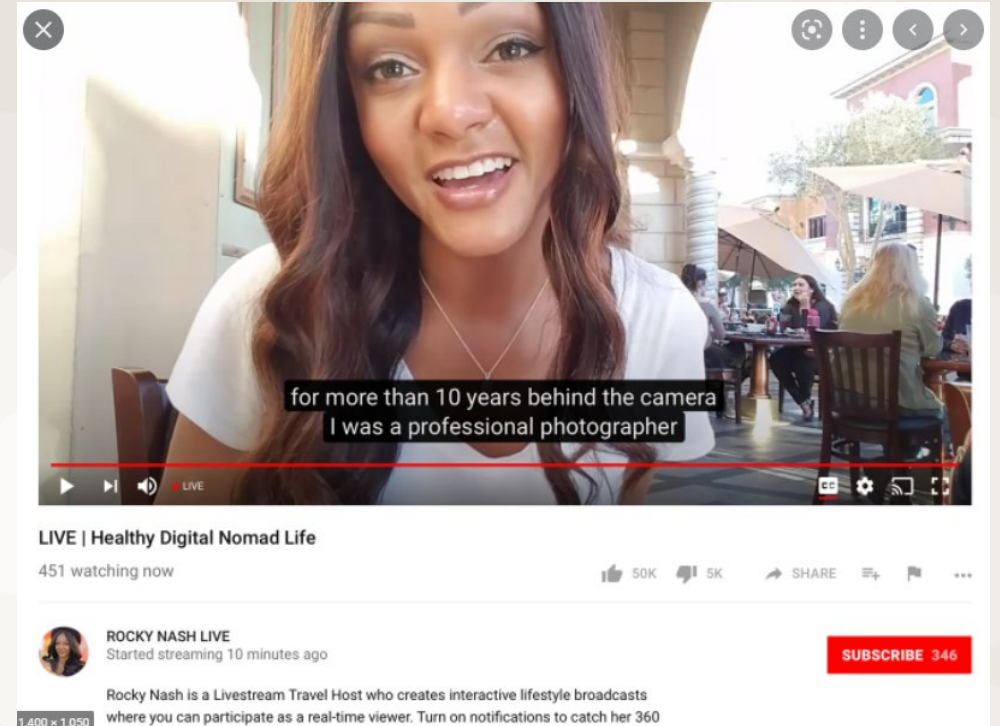 for more than 10 years behind the camera
I was a professional photographer
LIVE
CC
LIVE | Healthy Digital Nomad Life
451 watching now
50K 5K SHARE
ROCKY NASH LIVE
Started streaming 10 minutes ago
SUBSCRIBE 346
Rocky Nash is a Livestream Travel Host who creates interactive lifestyle broadcasts
where you can participate as a real-time viewer. Turn on notifications to catch her 360
1,400 × 1,050